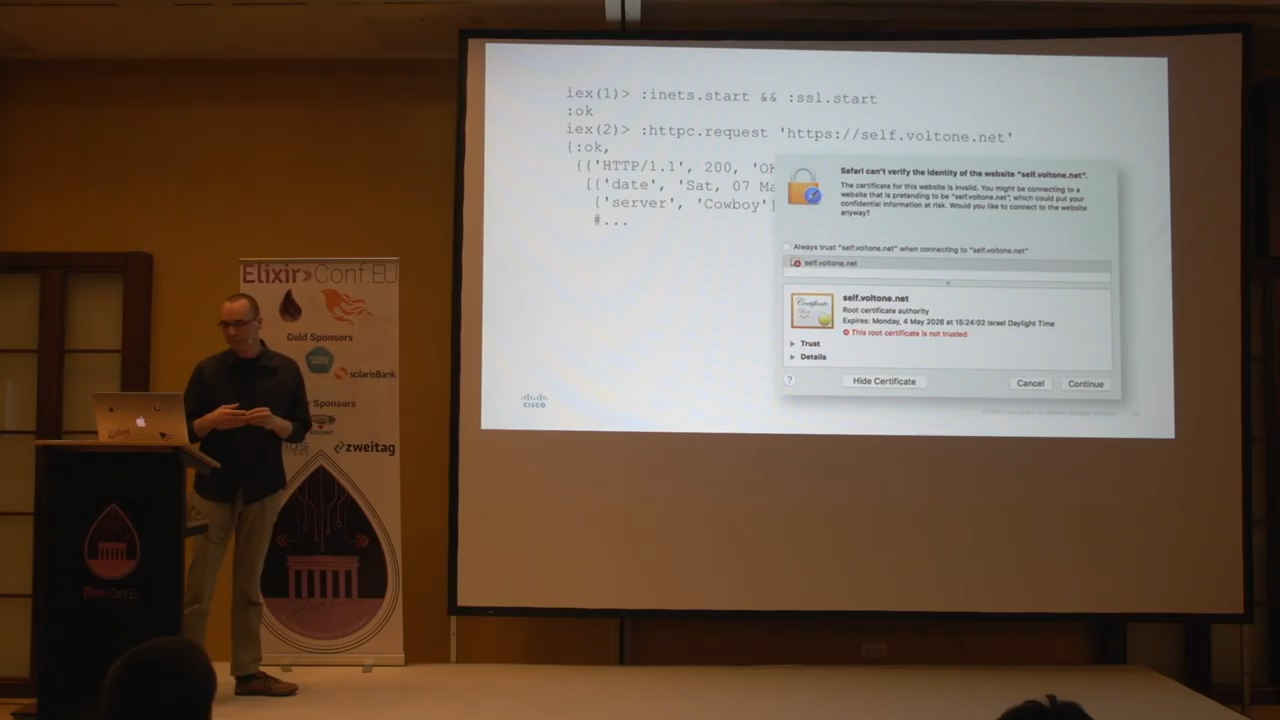 iex(1)> :inets.start && :ssl.start
:ok
iex(2)> :httpc.request 'https://self.voltone.net'
{:ok,
{{'HTTP/1.1', 200, 'OK
[{'date', 'Sat, 07 Ma
{'server', 'Cowboy'}
#...
Safari can't verify the identity of the website "self.voltone.net".
The certificate for this website is invalid. You might be connecting to a
website that is pretending to be "self.voltone.net", which could put your
confidential information at risk. Would you like to connect to the website
anyway?
Always trust "self.voltone.net" when connecting to "self.voltone.net"
self.voltone.net
Certificate
self.voltone.net
Root certificate authority
Expires: Monday, 4 May 2026 at 15:24:02 Israel Daylight Time
This root certificate is not trusted
Trust
Details
?
Hide Certificate
Cancel
Continue
CISCO
Elixir Conf.EU
Gold Sponsors
solarisBank
Sponsors
zweitag
Elixir Conf.EU